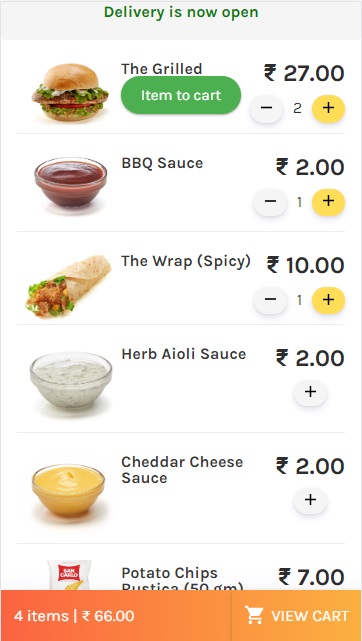 Delivery is now open
The Grilled
₹ 27.00
Item to cart
− 2 +
BBQ Sauce
₹ 2.00
− 1 +
The Wrap (Spicy)
₹ 10.00
− 1 +
Herb Aioli Sauce
₹ 2.00
+
Cheddar Cheese
Sauce
₹ 2.00
+
SAN
CARLO
Potato Chips
Rustica (50 gm)
₹ 7.00
4 items | ₹ 66.00
VIEW CART